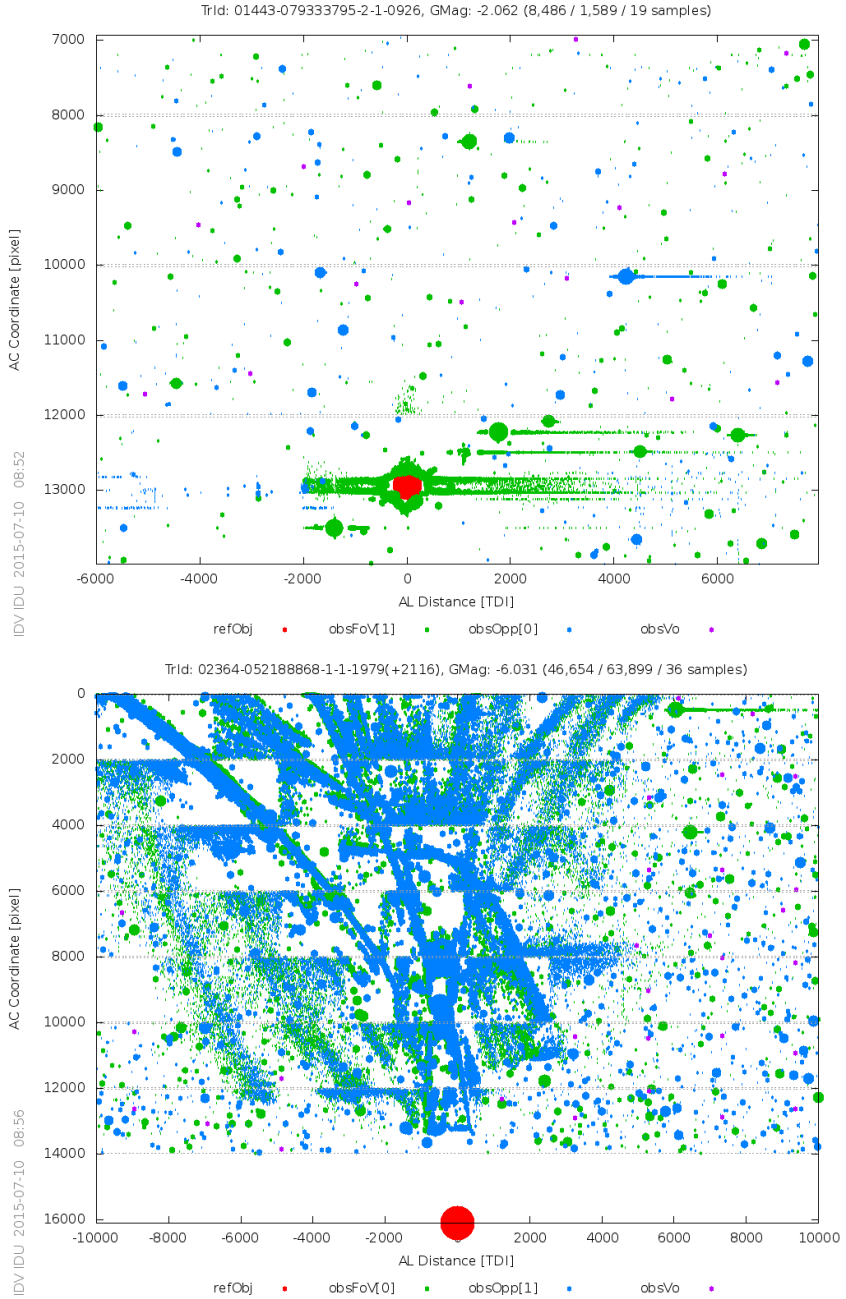 TrId: 01443-079333795-2-1-0926, GMag: -2.062 (8,486 / 1,589 / 19 samples)
7000
8000
9000
10000
11000
12000
13000
AC Coordinate [pixel]
-6000 -4000 -2000 0 2000 4000 6000
AL Distance [TDI]
refObj obsFoV[1] obsOpp[0] obsVo
IDV IDU 2015-07-10 08:52
TrId: 02364-052188868-1-1-1979(+2116), GMag: -6.031 (46,654 / 63,899 / 36 samples)
0
2000
4000
6000
8000
10000
12000
14000
16000
AC Coordinate [pixel]
-10000 -8000 -6000 -4000 -2000 0 2000 4000 6000 8000 10000
AL Distance [TDI]
refObj obsFoV[0] obsOpp[1] obsVo
IDV IDU 2015-07-10 08:56